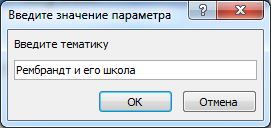 Введите значение параметра
Введите тематику
Рембрандт и его школа
ОК
Отмена